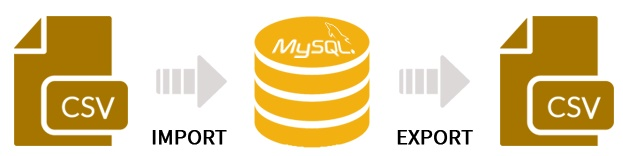 CSV
IMPORT
MySQL.
EXPORT
CSV